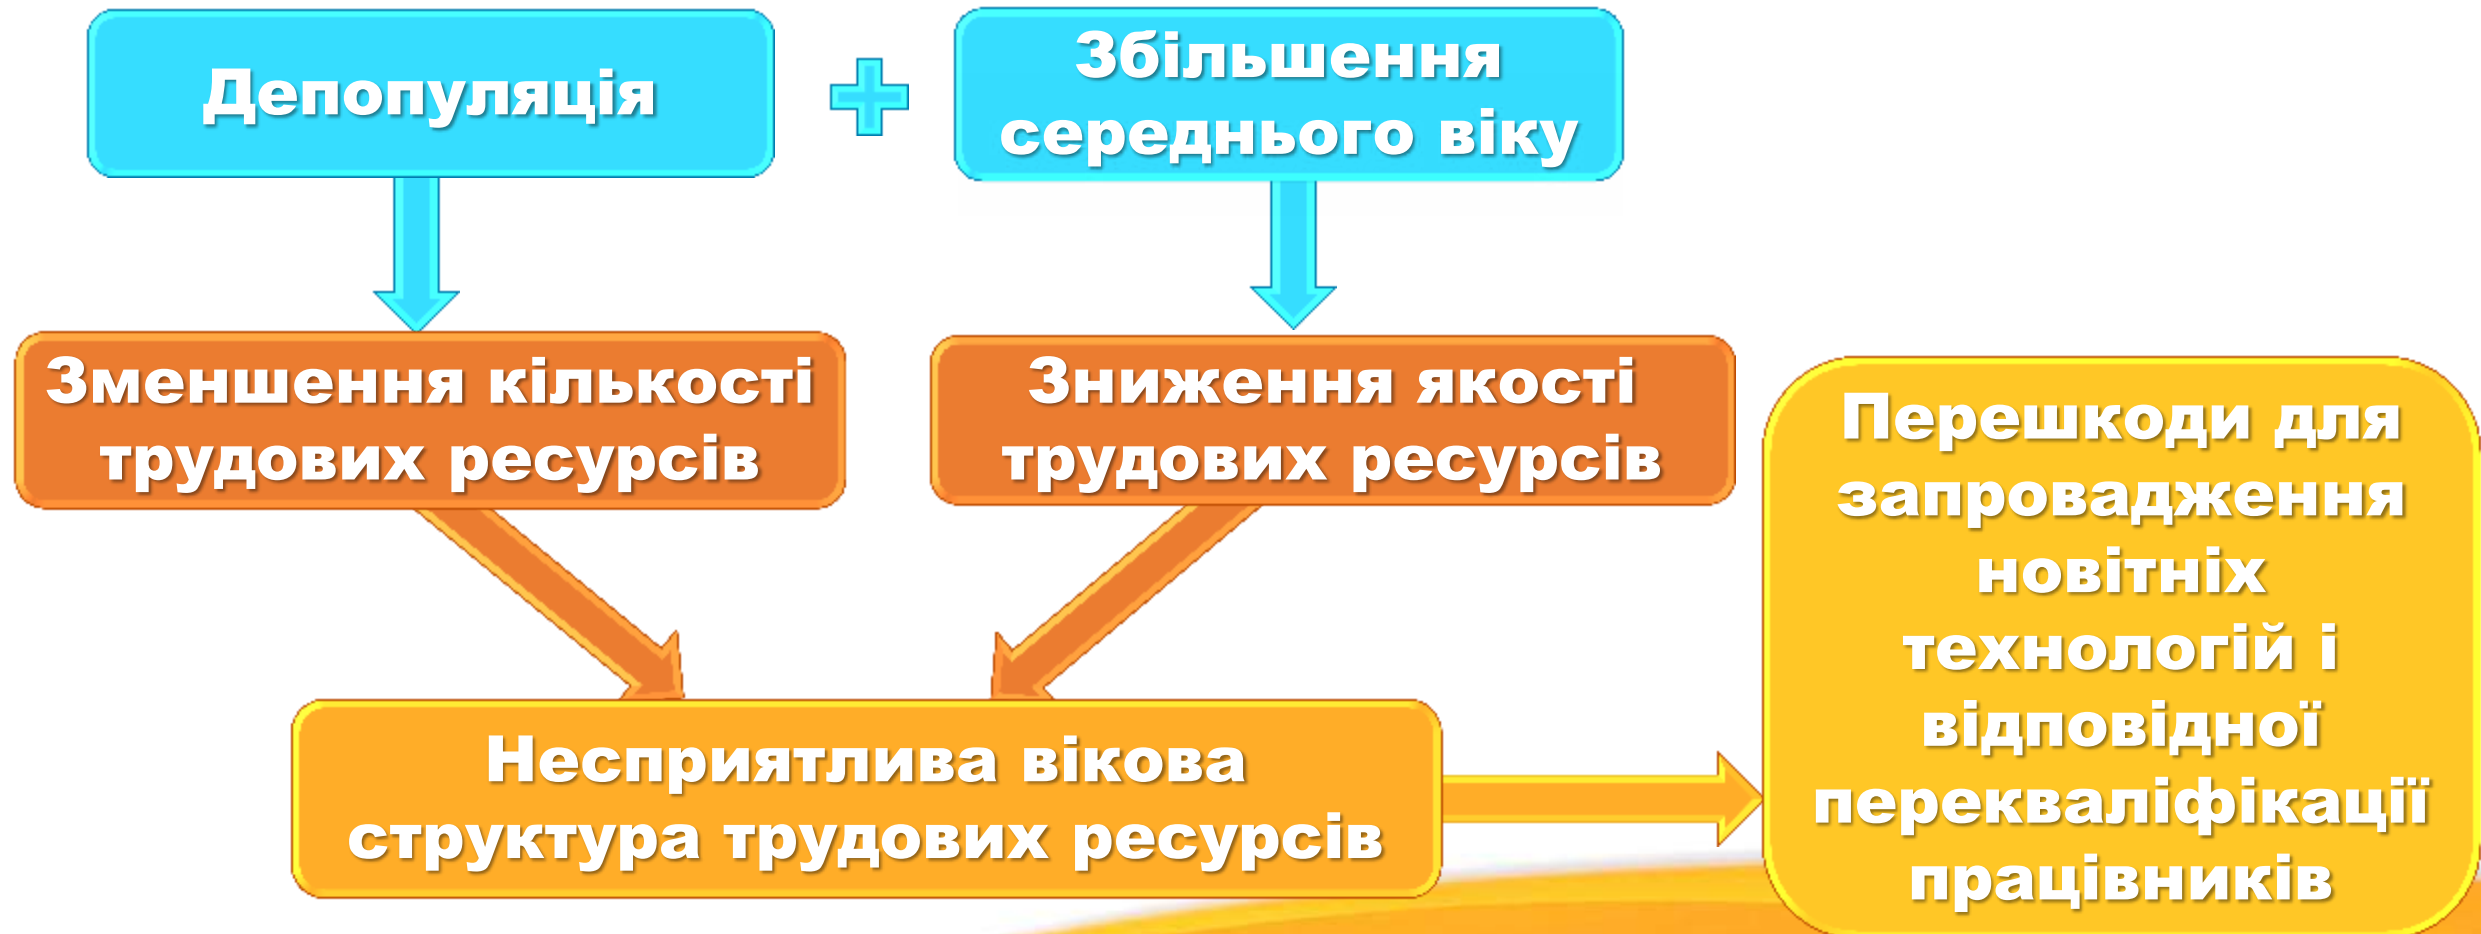 Депопуляція
Збільшення
середнього віку
Зменшення кількості
трудових ресурсів
Зниження якості
трудових ресурсів
Несприятлива вікова
структура трудових ресурсів
Перешкоди для
запровадження
новітніх
технологій і
відповідної
перекваліфікації
працівників